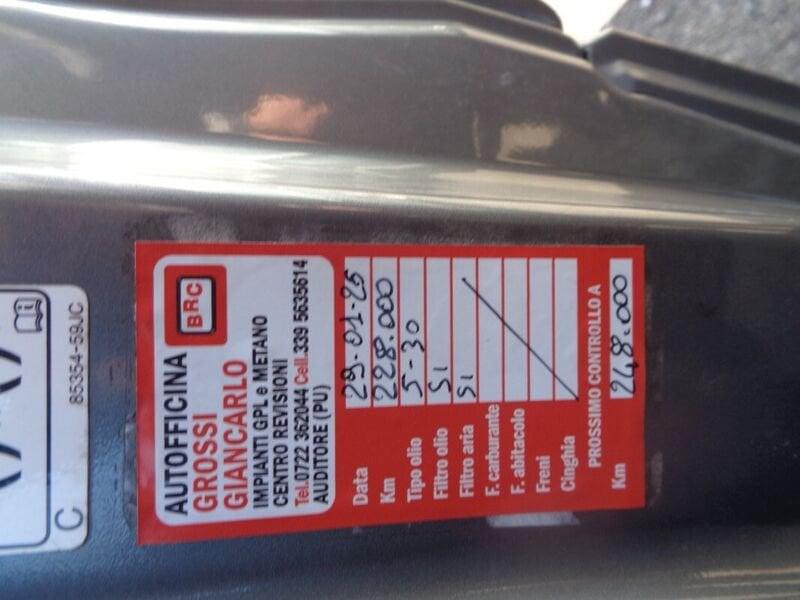 BRC
AUTOFFICINA
GROSSI
GIANCARLO
IMPIANTI GPL e METANO
CENTRO REVISIONI
Tel.0722 362044 Cell.339 5635614
AUDITORE (PU)
Data 29-01-25
Km 228.000
Tipo olio 5-30
Filtro olio Si
Filtro aria Si
F. carburante
F. abitacolo
Freni
Cinghia
PROSSIMO CONTROLLO A
Km 248.000
85354-59JC
C